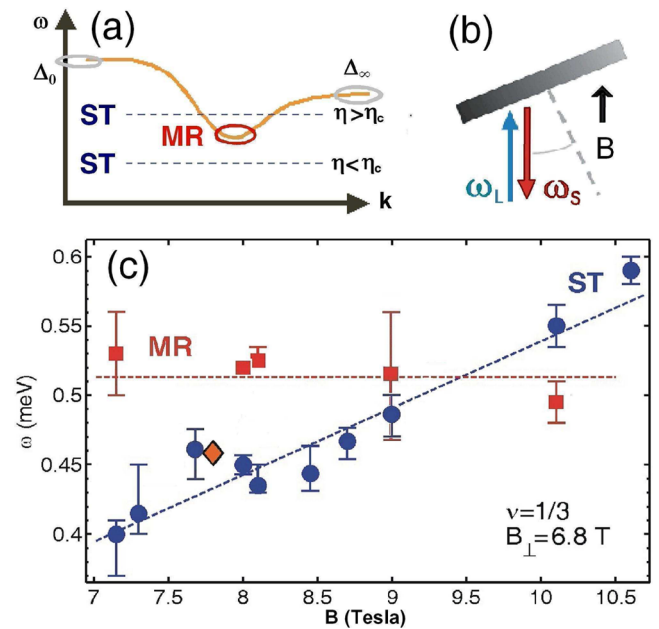 (a)
ω
Δ₀
Δ∞
ST
η>ηc
MR
ST
η<ηc
k
(b)
B
ωL
ωS
(c)
0.6
ST
0.55
MR
0.5
ω (meV)
0.45
0.4
ν=1/3
B⊥=6.8 T
7 7.5 8 8.5 9 9.5 10 10.5
B (Tesla)